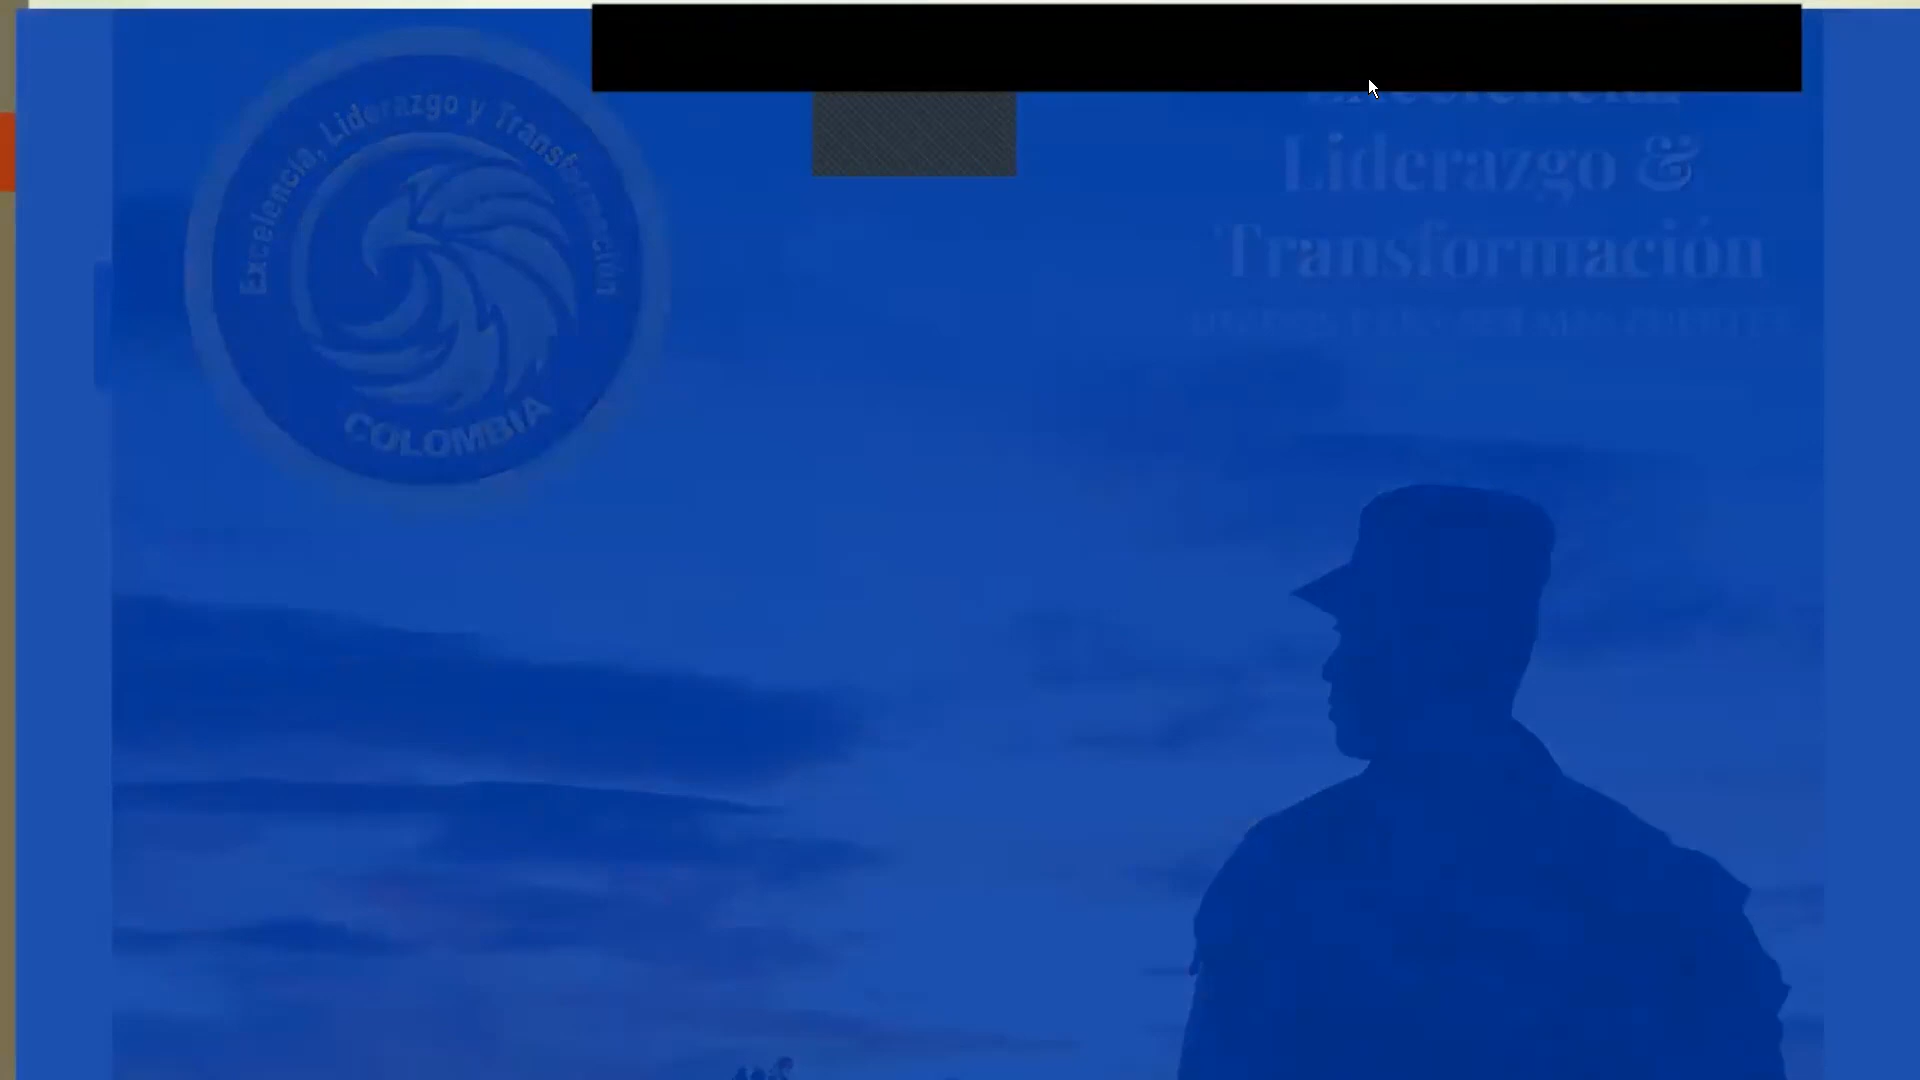 Excelencia, Liderazgo y Transformación
COLOMBIA
Liderazgo &
Transformación